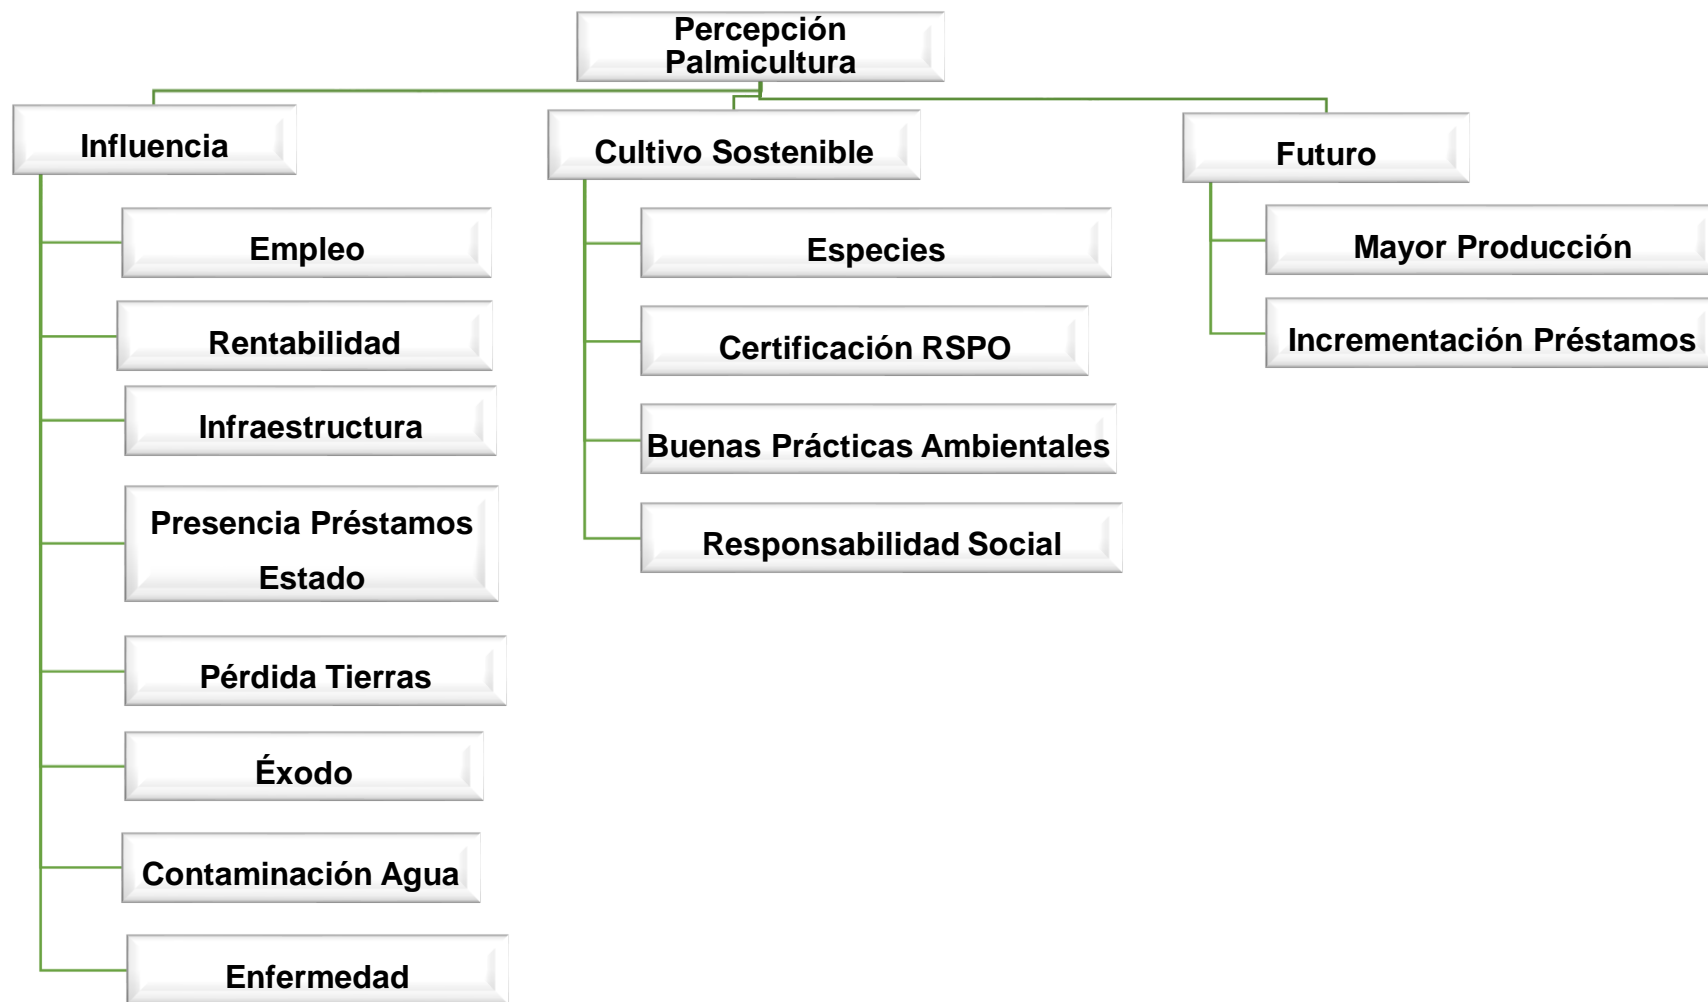 Percepción
Palmicultura
Influencia
Empleo
Rentabilidad
Infraestructura
Presencia Préstamos
Estado
Pérdida Tierras
Éxodo
Contaminación Agua
Enfermedad
Cultivo Sostenible
Especies
Certificación RSPO
Buenas Prácticas Ambientales
Responsabilidad Social
Futuro
Mayor Producción
Incrementación Préstamos